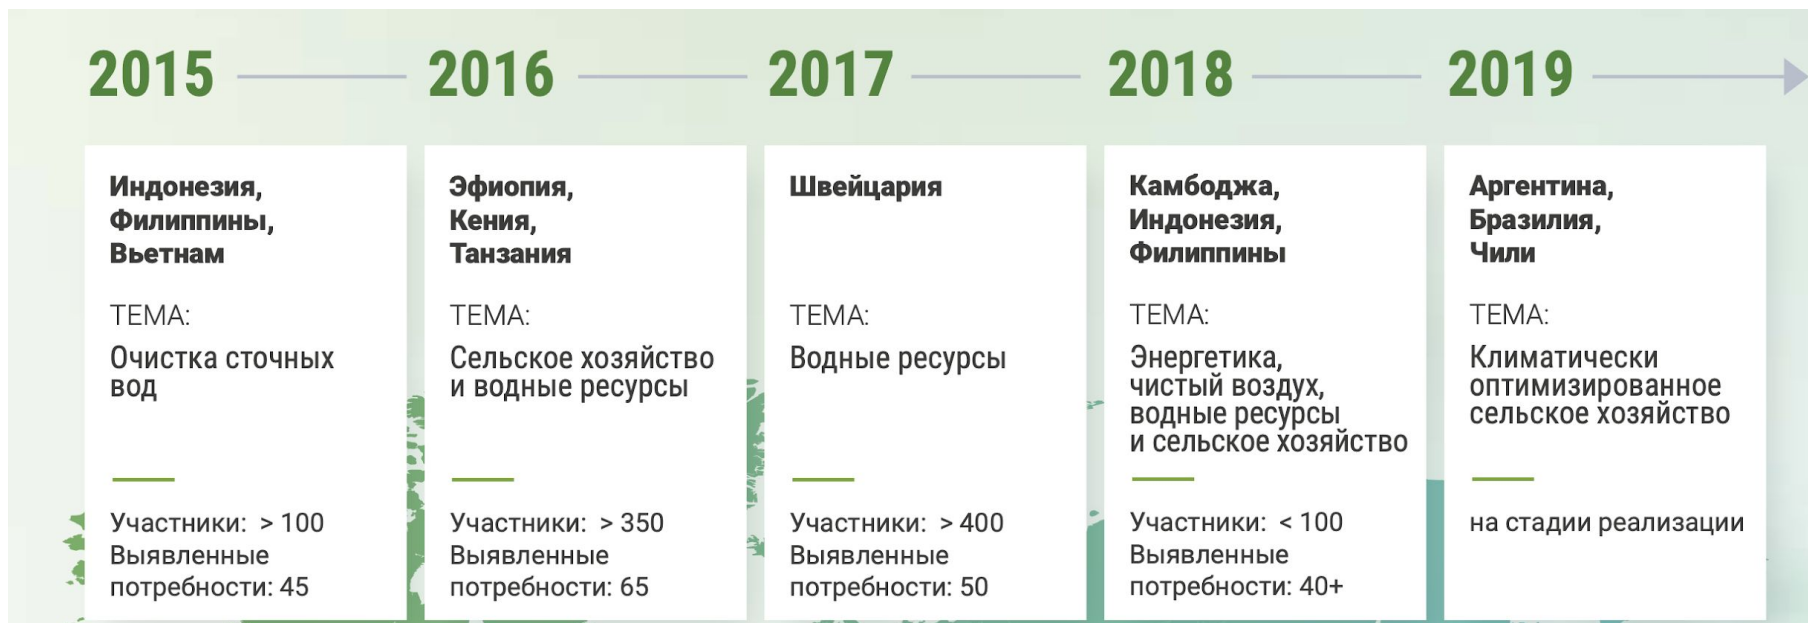 2015
2016
2017
2018
2019
Индонезия,
Филиппины,
Вьетнам
ТЕМА:
Очистка сточных
вод
Участники: > 100
Выявленные
потребности: 45
Эфиопия,
Кения,
Танзания
ТЕМА:
Сельское хозяйство
и водные ресурсы
Участники: > 350
Выявленные
потребности: 65
Швейцария
ТЕМА:
Водные ресурсы
Участники: > 400
Выявленные
потребности: 50
Камбоджа,
Индонезия,
Филиппины
ТЕМА:
Энергетика,
чистый воздух,
водные ресурсы
и сельское хозяйство
Участники: < 100
Выявленные
потребности: 40+
Аргентина,
Бразилия,
Чили
ТЕМА:
Климатически
оптимизированное
сельское хозяйство
на стадии реализации